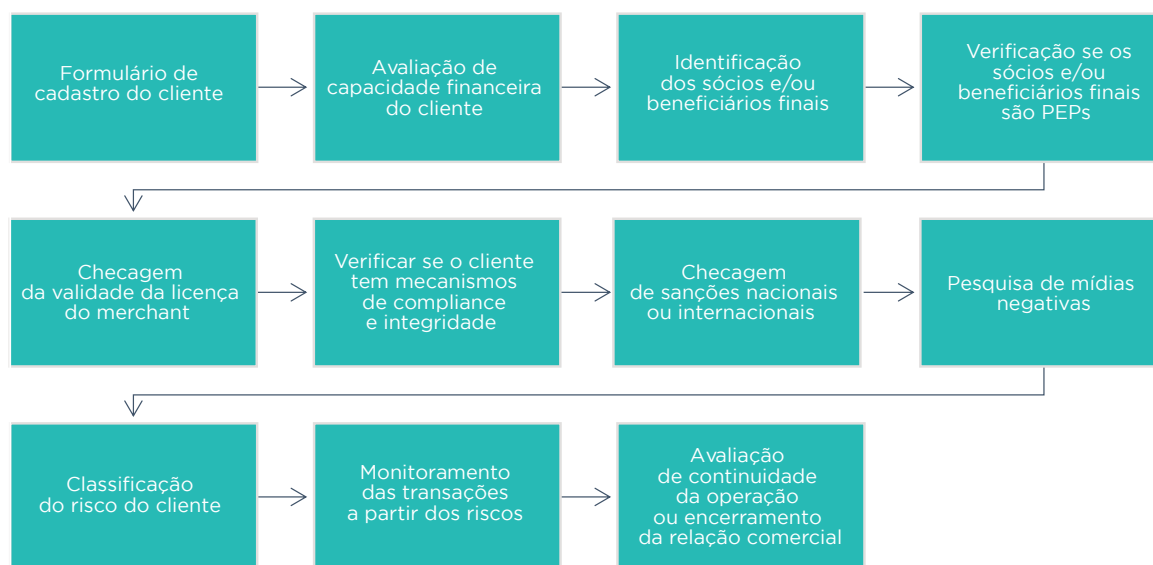 Formulário de
cadastro do cliente
Avaliação de
capacidade financeira
do cliente
Identificação
dos sócios e/ou
beneficiários finais
Verificação se os
sócios e/ou
beneficiários finais
são PEPs
Checagem
da validade da licença
do merchant
Verificar se o cliente
tem mecanismos
de compliance
e integridade
Checagem
de sanções nacionais
ou internacionais
Pesquisa de mídias
negativas
Classificação
do risco do cliente
Monitoramento
das transações
a partir dos riscos
Avaliação
de continuidade
da operação
ou encerramento
da relação comercial